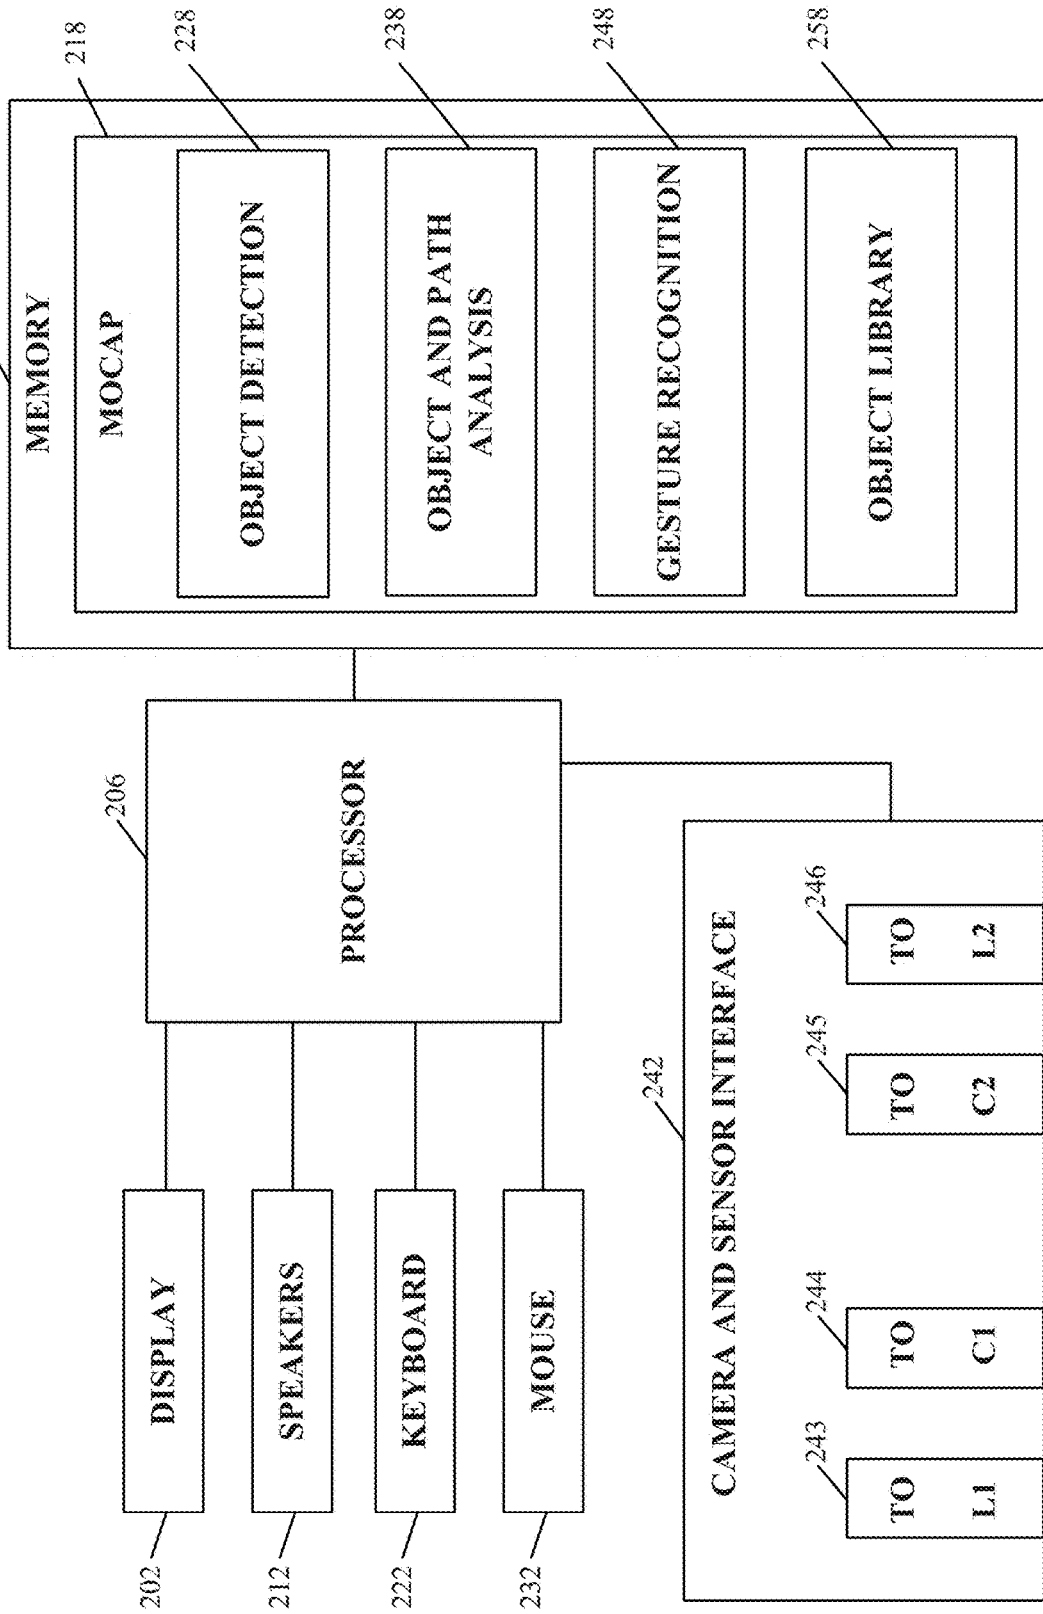 202
DISPLAY
212
SPEAKERS
222
KEYBOARD
232
MOUSE
206
PROCESSOR
MEMORY
218
MOCAP
228
OBJECT DETECTION
238
OBJECT AND PATH
ANALYSIS
248
GESTURE RECOGNITION
258
OBJECT LIBRARY
242
CAMERA AND SENSOR INTERFACE
243
TO
L1
244
TO
C1
245
TO
C2
246
TO
L2